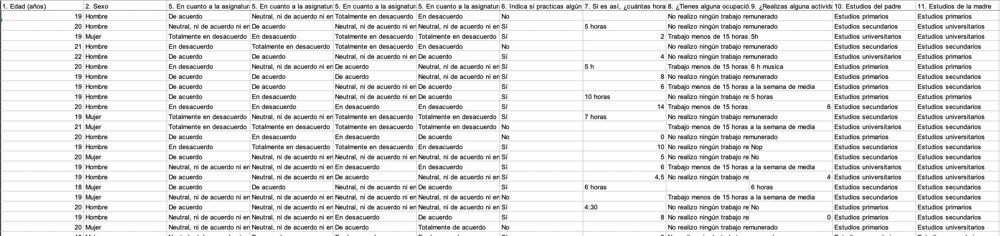 1. Edad (años) 2. Sexo 5. En cuanto a la asignatur 5. En cuanto a la asignatur 5. En cuanto a la asignatur 5. En cuanto a la asignatur 6. Indica si practicas algún 7. Si es así, ¿cuántas hora 8. ¿Tienes alguna ocupació 9. ¿Realizas alguna activid 10. Estudios del padre 11. Estudios de la madre
19 Hombre De acuerdo Neutral, ni de acuerdo ni en Totalmente en desacuerdo En desacuerdo No No realizo ningún trabajo remunerado Estudios primarios Estudios primarios
20 Hombre Neutral, ni de acuerdo ni en De acuerdo Neutral, ni de acuerdo ni en Neutral, ni de acuerdo ni en Sí 5 horas No realizo ningún trabajo remunerado Estudios secundarios Estudios universitarios
19 Mujer Totalmente en desacuerdo En desacuerdo Totalmente en desacuerdo Totalmente en desacuerdo Sí 2 Trabajo menos de 15 horas 5h Estudios universitarios Estudios universitarios
21 Hombre En desacuerdo Totalmente en desacuerdo Totalmente en desacuerdo En desacuerdo No No realizo ningún trabajo remunerado Estudios secundarios Estudios secundarios
22 Hombre De acuerdo De acuerdo Neutral, ni de acuerdo ni en De acuerdo Sí 4 No realizo ningún trabajo remunerado Estudios universitarios Estudios primarios
20 Hombre En desacuerdo Neutral, ni de acuerdo ni en De acuerdo Neutral, ni de acuerdo ni en Sí 5 h Trabajo menos de 15 horas 6 h musica Estudios primarios Estudios primarios
19 Hombre De acuerdo De acuerdo De acuerdo Neutral, ni de acuerdo ni en Sí 8 No realizo ningún trabajo remunerado Estudios primarios Estudios secundarios
19 Hombre De acuerdo De acuerdo Neutral, ni de acuerdo ni en De acuerdo Sí 6 Trabajo menos de 15 horas a la semana de media Estudios primarios Estudios secundarios
19 Hombre De acuerdo En desacuerdo Neutral, ni de acuerdo ni en De acuerdo Sí 10 horas No realizo ningún trabajo re 5 horas Estudios primarios Estudios primarios
20 Hombre En desacuerdo En desacuerdo En desacuerdo En desacuerdo Sí 14 Trabajo menos de 15 horas 6 Estudios secundarios Estudios secundarios
19 Mujer Totalmente en desacuerdo Neutral, ni de acuerdo ni en Totalmente en desacuerdo Totalmente en desacuerdo Sí 7 horas No realizo ningún trabajo remunerado Estudios secundarios Estudios universitarios
21 Mujer Totalmente en desacuerdo Totalmente en desacuerdo Totalmente en desacuerdo Totalmente en desacuerdo No Trabajo menos de 15 horas a la semana de media Estudios universitarios Estudios secundarios
20 Hombre De acuerdo En desacuerdo En desacuerdo De acuerdo No 0 No realizo ningún trabajo remunerado Estudios primarios Estudios universitarios
19 Hombre En desacuerdo Totalmente en desacuerdo Totalmente en desacuerdo En desacuerdo Sí 10 No realizo ningún trabajo re Nop Estudios secundarios Estudios secundarios
20 Mujer De acuerdo Neutral, ni de acuerdo ni en Neutral, ni de acuerdo ni en Neutral, ni de acuerdo ni en Sí 5 No realizo ningún trabajo re No Estudios secundarios Estudios secundarios
19 Hombre Neutral, ni de acuerdo ni en Neutral, ni de acuerdo ni en En desacuerdo En desacuerdo Sí 6 Trabajo menos de 15 horas a la semana de media Estudios universitarios Estudios universitarios
19 Hombre De acuerdo Neutral, ni de acuerdo ni en De acuerdo Neutral, ni de acuerdo ni en Sí 4,5 No realizo ningún trabajo re 4 Estudios universitarios Estudios universitarios
18 Mujer De acuerdo De acuerdo Neutral, ni de acuerdo ni en De acuerdo Sí 6 horas 6 horas Estudios secundarios Estudios secundarios
19 Mujer Neutral, ni de acuerdo ni en Neutral, ni de acuerdo ni en Neutral, ni de acuerdo ni en Neutral, ni de acuerdo ni en No Trabajo menos de 15 horas a la semana de media Estudios secundarios Estudios secundarios
20 Hombre De acuerdo Neutral, ni de acuerdo ni en Neutral, ni de acuerdo ni en Neutral, ni de acuerdo ni en Sí 4:30 No realizo ningún trabajo re No Estudios primarios Estudios primarios
19 Hombre Neutral, ni de acuerdo ni en Neutral, ni de acuerdo ni en En desacuerdo De acuerdo Sí 8 No realizo ningún trabajo re 0 Estudios primarios Estudios secundarios
20 Mujer Neutral, ni de acuerdo ni en Neutral, ni de acuerdo ni en De acuerdo Totalmente de acuerdo No No realizo ningún trabajo remunerado Estudios primarios Estudios universitarios